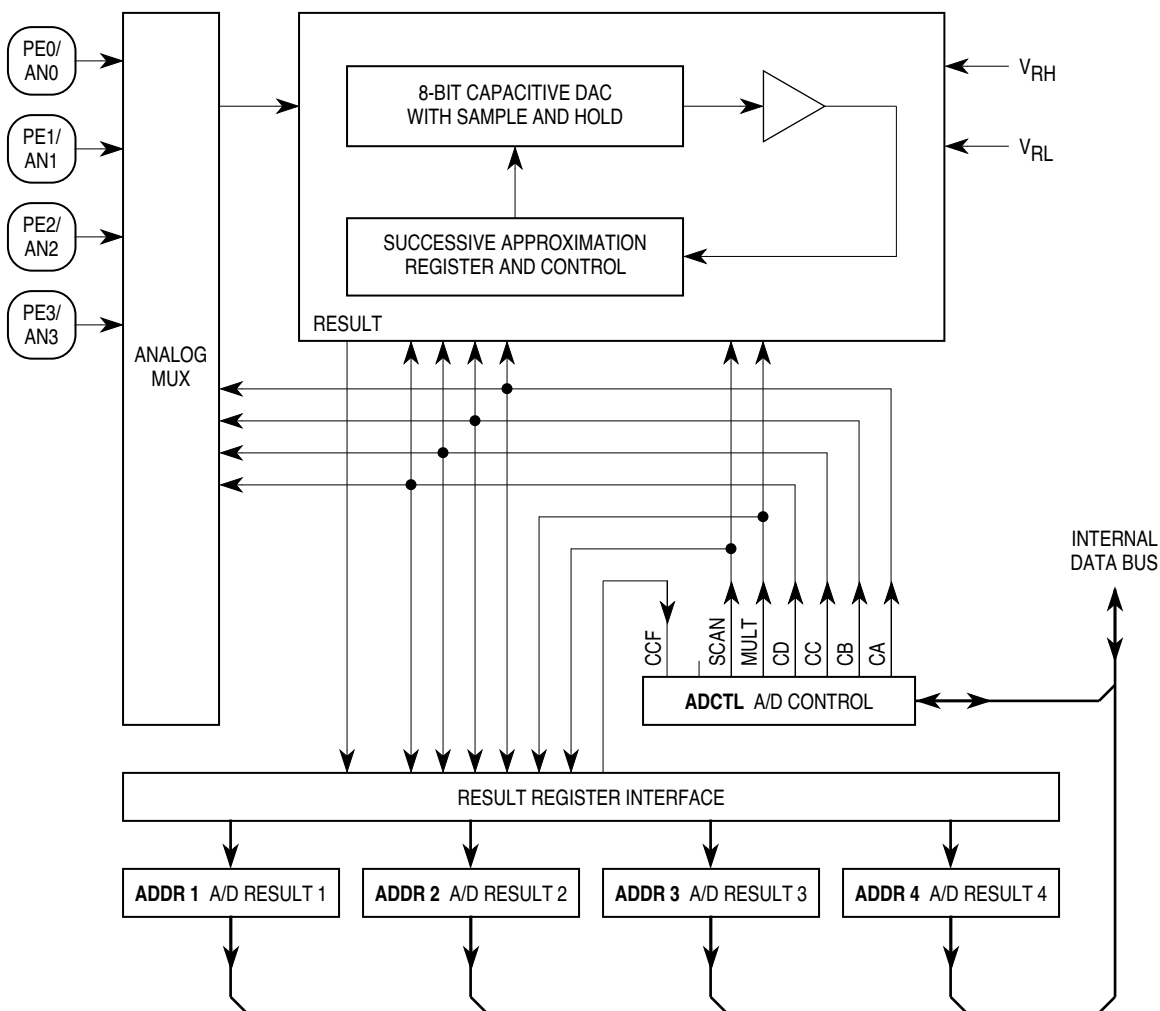 PE0/
AN0
PE1/
AN1
PE2/
AN2
PE3/
AN3
ANALOG
MUX
8-BIT CAPACITIVE DAC
WITH SAMPLE AND HOLD
SUCCESSIVE APPROXIMATION
REGISTER AND CONTROL
RESULT
VRH
VRL
INTERNAL
DATA BUS
CCF
SCAN
MULT
CD
CC
CB
CA
ADCTL A/D CONTROL
RESULT REGISTER INTERFACE
ADDR 1 A/D RESULT 1
ADDR 2 A/D RESULT 2
ADDR 3 A/D RESULT 3
ADDR 4 A/D RESULT 4